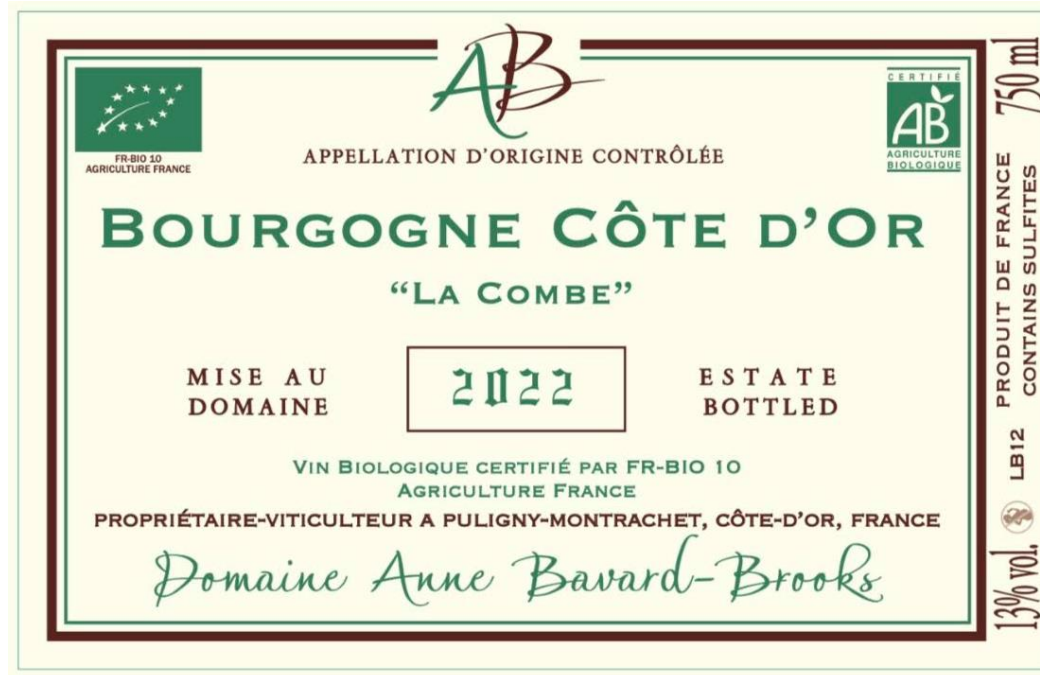 AB
CERTIFIÉ
AB
AGRICULTURE
BIOLOGIQUE
FR-BIO 10
AGRICULTURE FRANCE
APPELLATION D'ORIGINE CONTRÔLÉE
BOURGOGNE CÔTE D'OR
“LA COMBE”
MISE AU
DOMAINE
2022
ESTATE
BOTTLED
VIN BIOLOGIQUE CERTIFIÉ PAR FR-BIO 10
AGRICULTURE FRANCE
PROPRIÉTAIRE-VITICULTEUR A PULIGNY-MONTRACHET, CÔTE-D'OR, FRANCE
Domaine Anne Bavard-Brooks
13% vol. LB12 PRODUIT DE FRANCE 750 ml
CONTAINS SULFITES